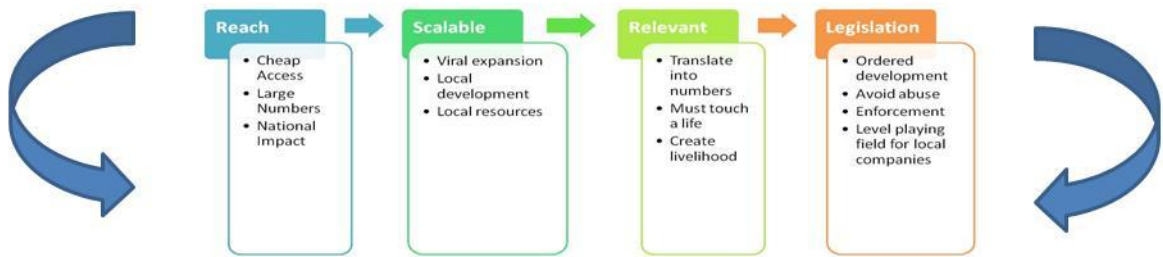 Reach
• Cheap
Access
• Large
Numbers
• National
Impact
Scalable
• Viral expansion
• Local
development
• Local resources
Relevant
• Translate
into
numbers
• Must touch
a life
• Create
livelihood
Legislation
• Ordered
development
• Avoid abuse
• Enforcement
• Level playing
field for local
companies